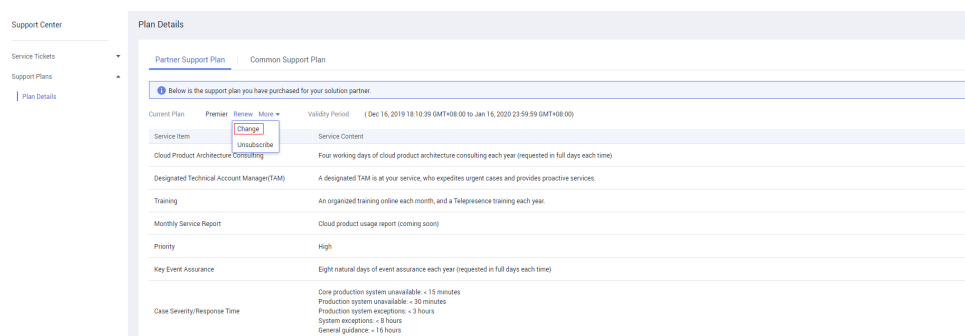 Support Center
Plan Details
Service Tickets
Support Plans
Plan Details
Partner Support Plan
Common Support Plan
Below is the support plan you have purchased for your solution partner.
Current Plan Premier Renew More Validity Period ( Dec 16, 2019 18:10:39 GMT+08:00 to Jan 16, 2020 23:59:59 GMT+08:00)
Change
Unsubscribe
Service Item Service Content
Cloud Product Architecture Consulting Four working days of cloud product architecture consulting each year (requested in full days each time)
Designated Technical Account Manager(TAM) A designated TAM is at your service, who expedites urgent cases and provides proactive services.
Training An organized training online each month, and a Telepresence training each year.
Monthly Service Report Cloud product usage report (coming soon)
Priority High
Key Event Assurance Eight natural days of event assurance each year (requested in full days each time)
Case Severity/Response Time
Core production system unavailable: < 15 minutes
Production system unavailable: < 30 minutes
Production system exceptions: < 3 hours
System exceptions: < 8 hours
General guidance: < 16 hours